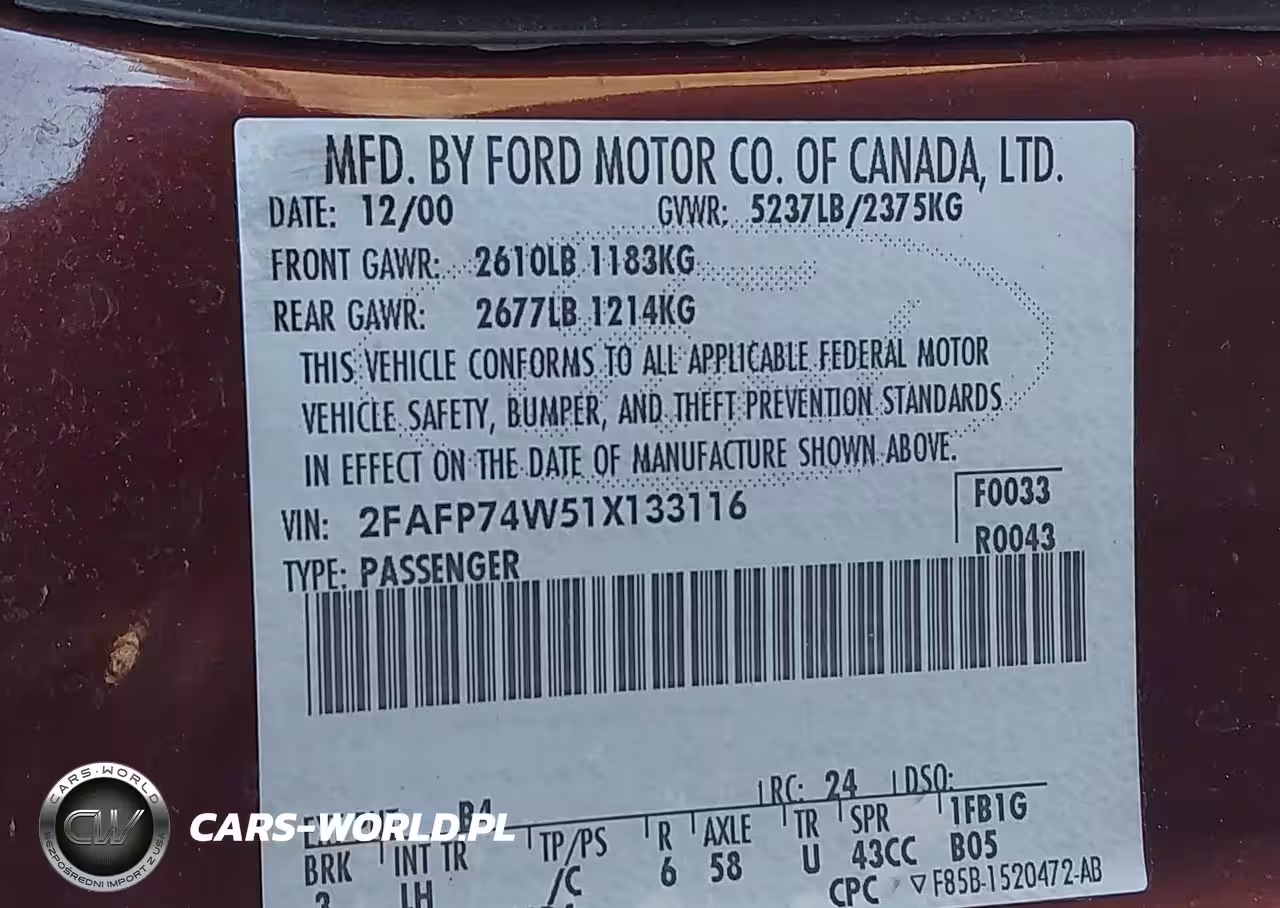 MFD. BY FORD MOTOR CO. OF CANADA, LTD.
DATE: 12/00 GVWR: 5237LB/2375KG
FRONT GAWR: 2610LB 1183KG
REAR GAWR: 2677LB 1214KG
THIS VEHICLE CONFORMS TO ALL APPLICABLE FEDERAL MOTOR
VEHICLE SAFETY, BUMPER, AND THEFT PREVENTION STANDARDS
IN EFFECT ON THE DATE OF MANUFACTURE SHOWN ABOVE.
VIN: 2FAFP74W51X133116
F0033
R0043
TYPE: PASSENGER
RC: 24 DSO:
BRK INT TR TP/PS R AXLE TR SPR 1FB1G
LH /C 6 58 U 43CC B05
CPC F85B-1520472-AB
CARS-WORLD
CW
BEZPOŚREDNI IMPORT Z USA
CARS-WORLD.PL